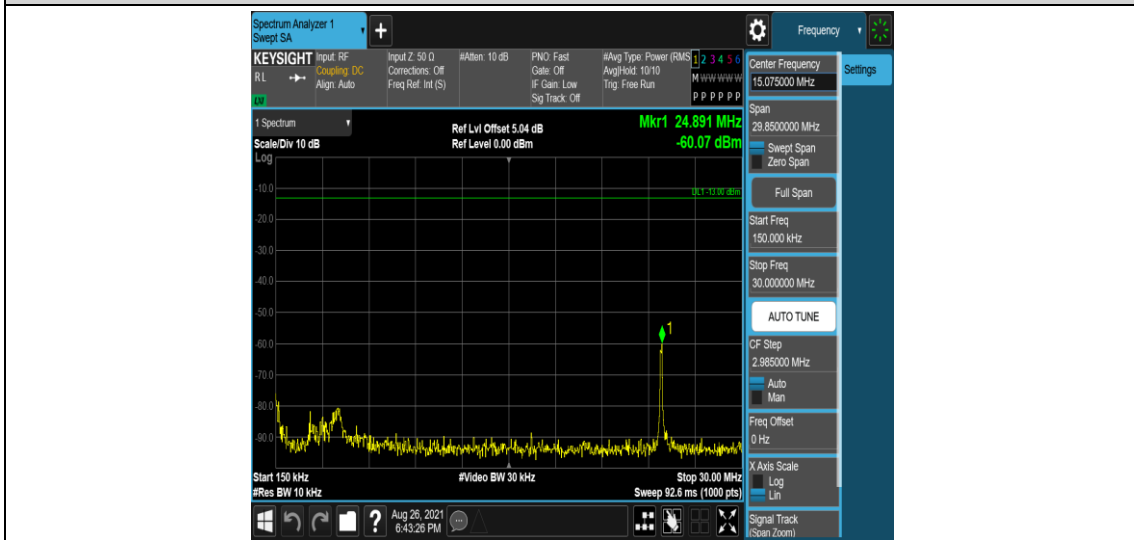 Spectrum Analyzer 1
Swept SA
+
Frequency
KEYSIGHT
RL
LXI
Input: RF
Coupling: DC
Align: Auto
Input Z: 50 Ω
Corrections: Off
Freq Ref: Int (S)
#Atten: 10 dB
PNO: Fast
Gate: Off
IF Gain: Low
Sig Track: Off
#Avg Type: Power (RMS
Avg|Hold: 10/10
Trig: Free Run
1 2 3 4 5 6
M W W W W W
P P P P P P
1 Spectrum
Scale/Div 10 dB
Log
Ref Lvl Offset 5.04 dB
Ref Level 0.00 dBm
Mkr1 24.891 MHz
-60.07 dBm
DL1 -13.00 dBm
-10.0
-20.0
-30.0
-40.0
-50.0
-60.0
-70.0
-80.0
-90.0
1
Start 150 kHz
#Res BW 10 kHz
#Video BW 30 kHz
Stop 30.00 MHz
Sweep 92.6 ms (1000 pts)
?
Aug 26, 2021
6:43:26 PM
Center Frequency
15.075000 MHz
Settings
Span
29.8500000 MHz
Swept Span
Zero Span
Full Span
Start Freq
150.000 kHz
Stop Freq
30.000000 MHz
AUTO TUNE
CF Step
2.985000 MHz
Auto
Man
Freq Offset
0 Hz
X Axis Scale
Log
Lin
Signal Track
(Span Zoom)